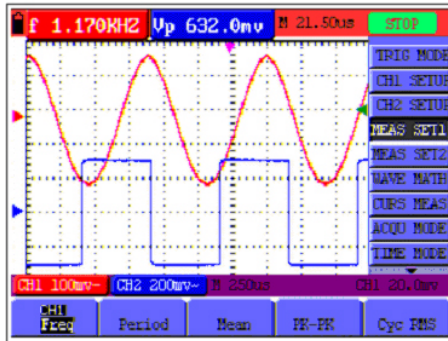 f 1.170KHZ Vp 632.0mv M 21.50us STOP
TRIG MODE
CH1 SETUP
CH2 SETUP
MEAS SET1
MEAS SET2
WAVE MATH
CURS MEAS
ACQU MODE
TIME MODE
CH1 100mv~ CH2 200mv~ M 250us CH1 20.0mv
CH1
Freq Period Mean PK-PK Cyc RMS